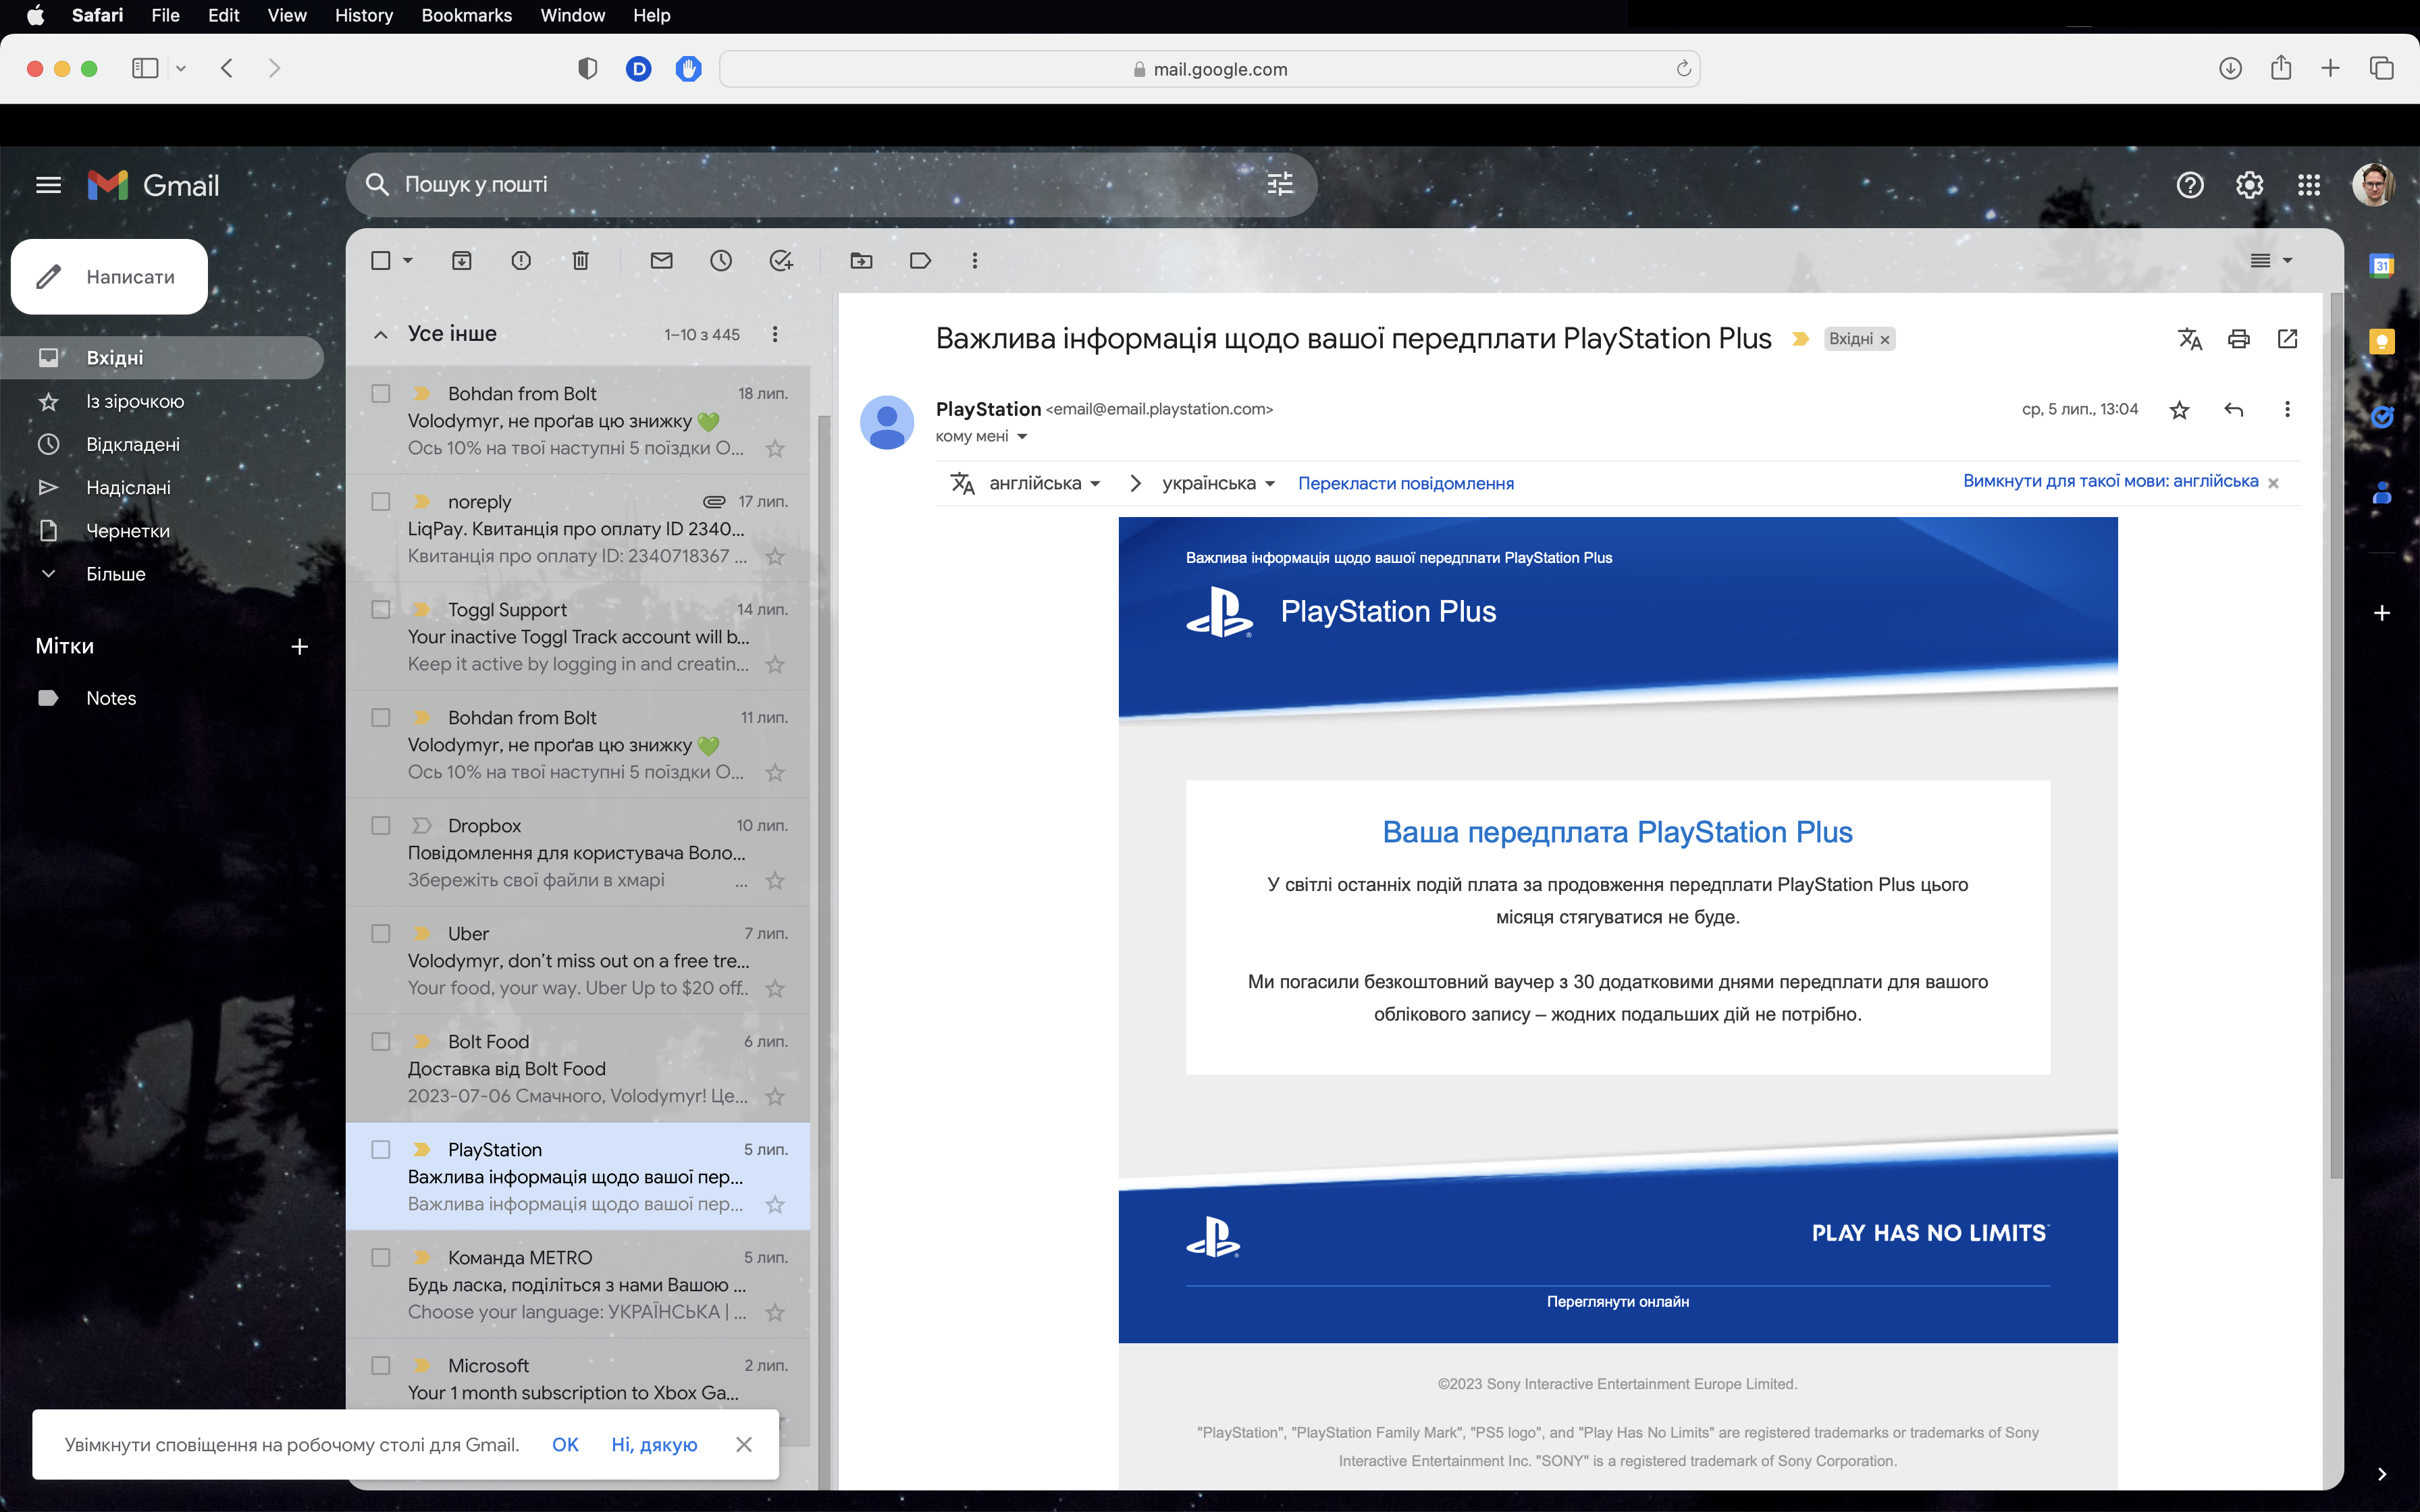 Safari File Edit View History Bookmarks Window Help
D
mail.google.com
Gmail
Пошук у пошті
Написати
Вхідні
Із зірочкою
Відкладені
Надіслані
Чернетки
Більше
Мітки
Notes
Усе інше 1–10 з 445
Bohdan from Bolt 18 лип.
Volodymyr, не проґав цю знижку 💚
Ось 10% на твої наступні 5 поїздки О...
noreply 17 лип.
LiqPay. Квитанція про оплату ID 2340...
Квитанція про оплату ID: 2340718367 ...
Toggl Support 14 лип.
Your inactive Toggl Track account will b...
Keep it active by logging in and creatin...
Bohdan from Bolt 11 лип.
Volodymyr, не проґав цю знижку 💚
Ось 10% на твої наступні 5 поїздки О...
Dropbox 10 лип.
Повідомлення для користувача Воло...
Збережіть свої файли в хмарі ...
Uber 7 лип.
Volodymyr, don’t miss out on a free tre...
Your food, your way. Uber Up to $20 off...
Bolt Food 6 лип.
Доставка від Bolt Food
2023-07-06 Смачного, Volodymyr! Це...
PlayStation 5 лип.
Важлива інформація щодо вашої пер...
Важлива інформація щодо вашої пер...
Команда METRO 5 лип.
Будь ласка, поділіться з нами Вашою ...
Choose your language: УКРАЇНСЬКА | ...
Microsoft 2 лип.
Your 1 month subscription to Xbox Ga...
Увімкнути сповіщення на робочому столі для Gmail. OK Ні, дякую
Важлива інформація щодо вашої передплати PlayStation Plus Вхідні ×
PlayStation <email@email.playstation.com> ср, 5 лип., 13:04
кому мені
англійська українська Перекласти повідомлення Вимкнути для такої мови: англійська ×
Важлива інформація щодо вашої передплати PlayStation Plus
PlayStation Plus
Ваша передплата PlayStation Plus
У світлі останніх подій плата за продовження передплати PlayStation Plus цього
місяця стягуватися не буде.
Ми погасили безкоштовний ваучер з 30 додатковими днями передплати для вашого
облікового запису – жодних подальших дій не потрібно.
PLAY HAS NO LIMITS™
Переглянути онлайн
©2023 Sony Interactive Entertainment Europe Limited.
"PlayStation", "PlayStation Family Mark", "PS5 logo", and "Play Has No Limits" are registered trademarks or trademarks of Sony
Interactive Entertainment Inc. "SONY" is a registered trademark of Sony Corporation.
31